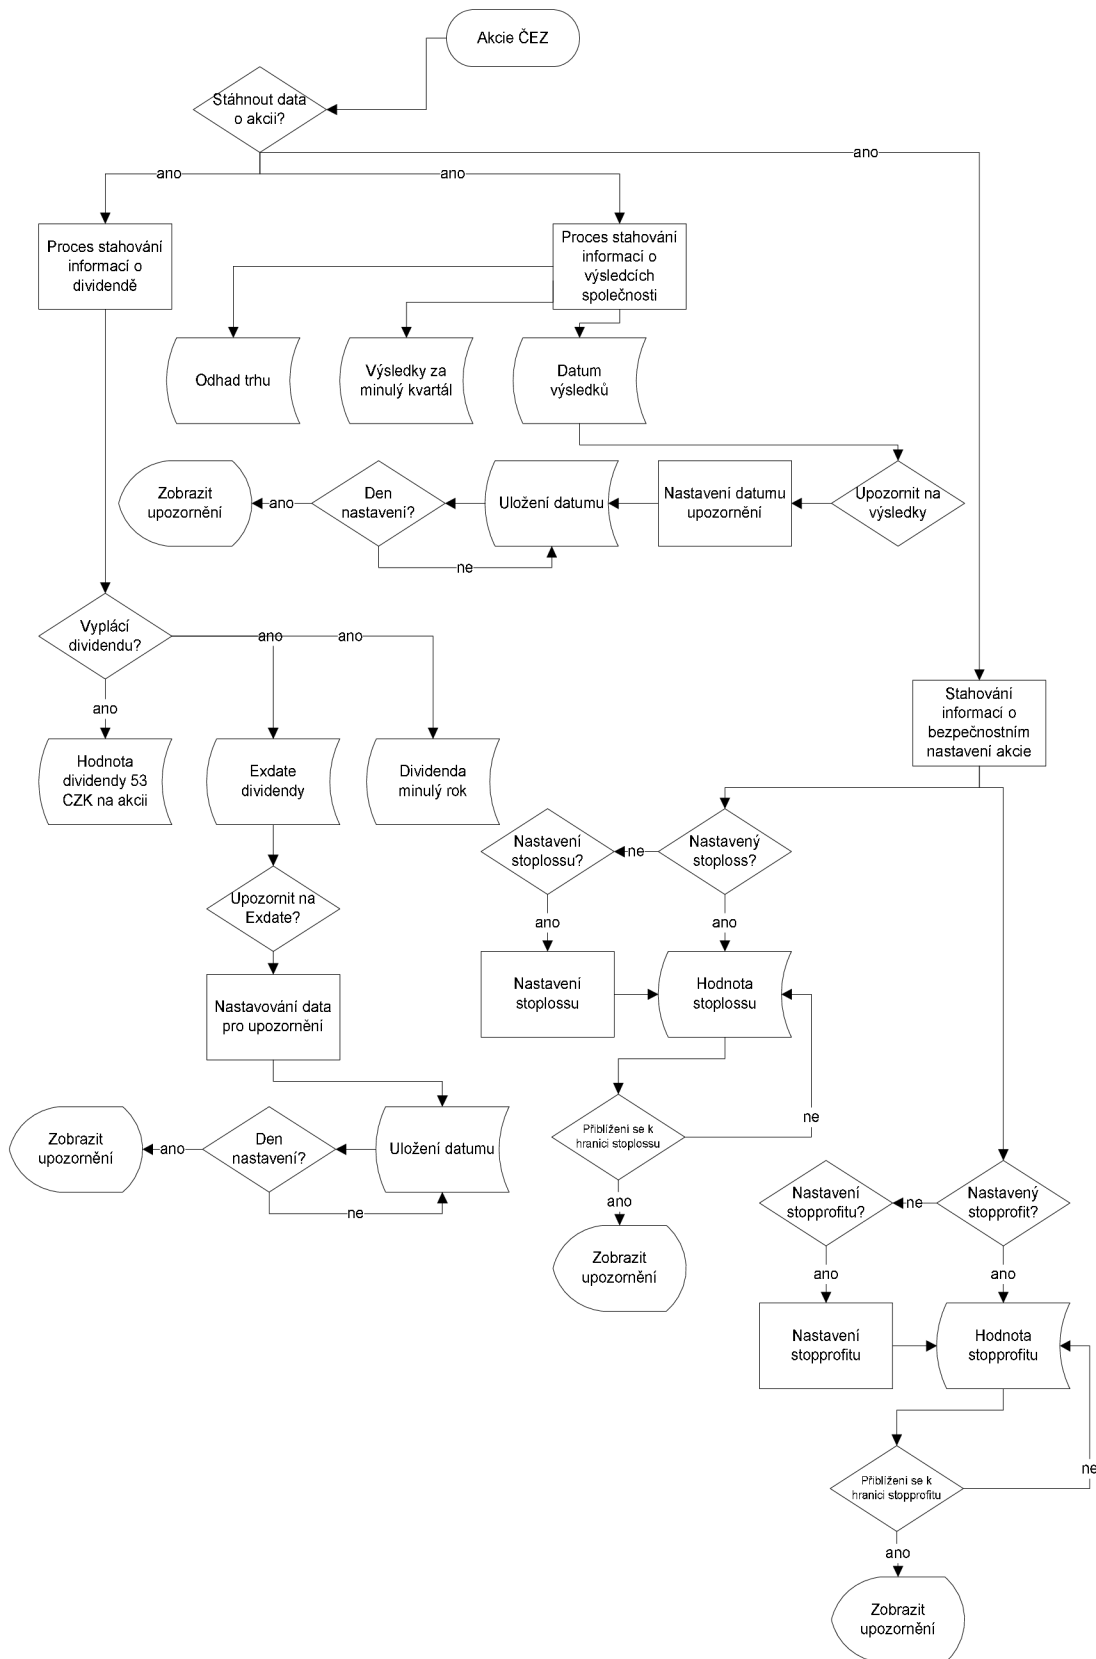 Akcie ČEZ
Stáhnout data
o akcii?
ano
ano
ano
Proces stahování
informací o
dividendě
Proces stahování
informací o
výsledcích
společnosti
Odhad trhu
Výsledky za
minulý kvartál
Datum
výsledků
Zobrazit
upozornění
ano
Den
nastavení?
ne
Uložení datumu
Nastavení datumu
upozornění
Upozornit na
výsledky
Vyplácí
dividendu?
ano
ano
ano
Hodnota
dividendy 53
CZK na akcii
Exdate
dividendy
Dividenda
minulý rok
Stahování
informací o
bezpečnostním
nastavení akcie
Nastavení
stoplossu?
ne
Nastavený
stoploss?
ano
ano
Upozornit na
Exdate?
Nastavení
stoplossu
Hodnota
stoplossu
Nastavování data
pro upozornění
Zobrazit
upozornění
ano
Den
nastavení?
ne
Uložení datumu
Přiblížení se k
hranici stoplossu
ne
ano
Zobrazit
upozornění
Nastavení
stopprofitu?
ne
Nastavený
stopprofit?
ano
ano
Nastavení
stopprofitu
Hodnota
stopprofitu
Přiblížení se k
hranici stopprofitu
ne
ano
Zobrazit
upozornění